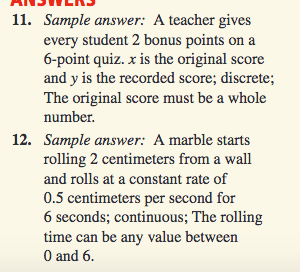 ANSWERS
11. Sample answer: A teacher gives
every student 2 bonus points on a
6-point quiz. x is the original score
and y is the recorded score; discrete;
The original score must be a whole
number.
12. Sample answer: A marble starts
rolling 2 centimeters from a wall
and rolls at a constant rate of
0.5 centimeters per second for
6 seconds; continuous; The rolling
time can be any value between
0 and 6.